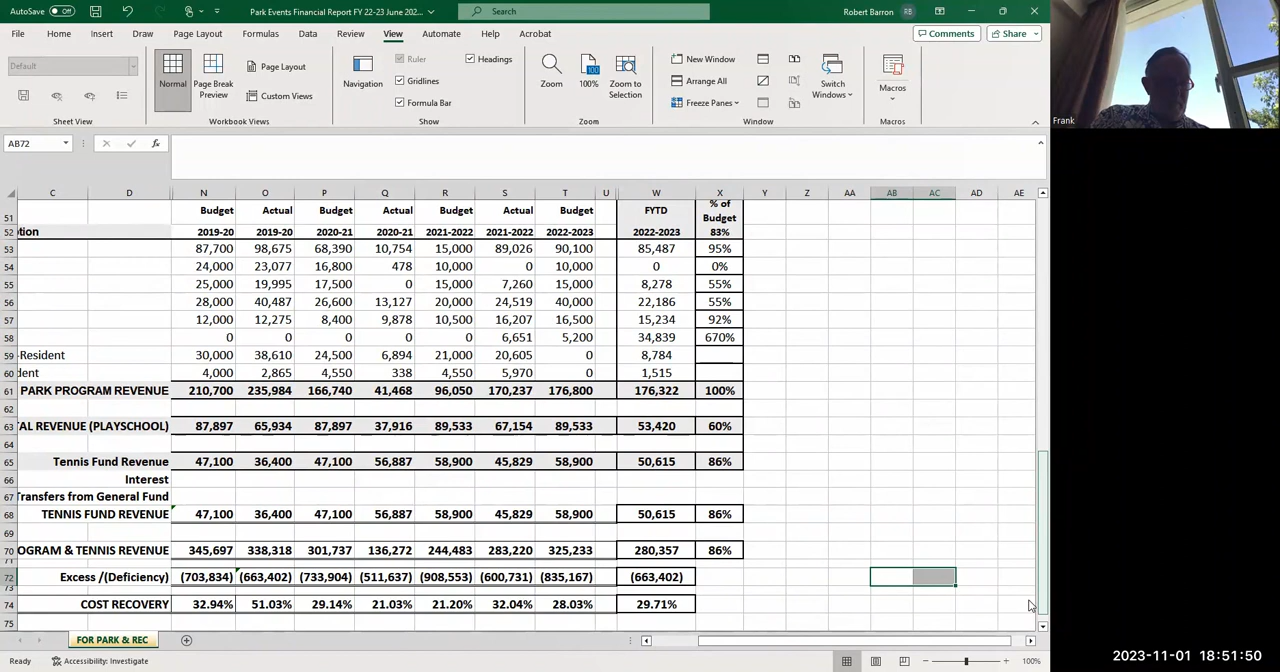 AutoSave Off Park Events Financial Report FY 22-23 June 202... Search Robert Barron RB
File Home Insert Draw Page Layout Formulas Data Review View Automate Help Acrobat Comments Share
Default Normal Page Break Preview Page Layout Custom Views Navigation Ruler Gridlines Formula Bar Headings Zoom 100 100% Zoom to Selection New Window Arrange All Freeze Panes Switch Windows Macros
Sheet View Workbook Views Show Zoom Window Macros
Frank
AB72 fx
C D N O P Q R S T U W X Y Z AA AB AC AD AE
51 Budget Actual Budget Actual Budget Actual Budget FYTD % of Budget
52 otion 2019-20 2019-20 2020-21 2020-21 2021-2022 2021-2022 2022-2023 2022-2023 83%
53 87,700 98,675 68,390 10,754 15,000 89,026 90,100 85,487 95%
54 24,000 23,077 16,800 478 10,000 0 10,000 0 0%
55 25,000 19,995 17,500 0 15,000 7,260 15,000 8,278 55%
56 28,000 40,487 26,600 13,127 20,000 24,519 40,000 22,186 55%
57 12,000 12,275 8,400 9,878 10,500 16,207 16,500 15,234 92%
58 0 0 0 0 0 6,651 5,200 34,839 670%
59 -Resident 30,000 38,610 24,500 6,894 21,000 20,605 0 8,784
60 dent 4,000 2,865 4,550 338 4,550 5,970 0 1,515
61 PARK PROGRAM REVENUE 210,700 235,984 166,740 41,468 96,050 170,237 176,800 176,322 100%
62
63 AL REVENUE (PLAYSCHOOL) 87,897 65,934 87,897 37,916 89,533 67,154 89,533 53,420 60%
64
65 Tennis Fund Revenue 47,100 36,400 47,100 56,887 58,900 45,829 58,900 50,615 86%
66 Interest
67 Transfers from General Fund
68 TENNIS FUND REVENUE 47,100 36,400 47,100 56,887 58,900 45,829 58,900 50,615 86%
69
70 OGRAM & TENNIS REVENUE 345,697 338,318 301,737 136,272 244,483 283,220 325,233 280,357 86%
71
72 Excess /(Deficiency) (703,834) (663,402) (733,904) (511,637) (908,553) (600,731) (835,167) (663,402)
73
74 COST RECOVERY 32.94% 51.03% 29.14% 21.03% 21.20% 32.04% 28.03% 29.71%
75
FOR PARK & REC
Ready Accessibility: Investigate 100%
2023-11-01 18:51:50